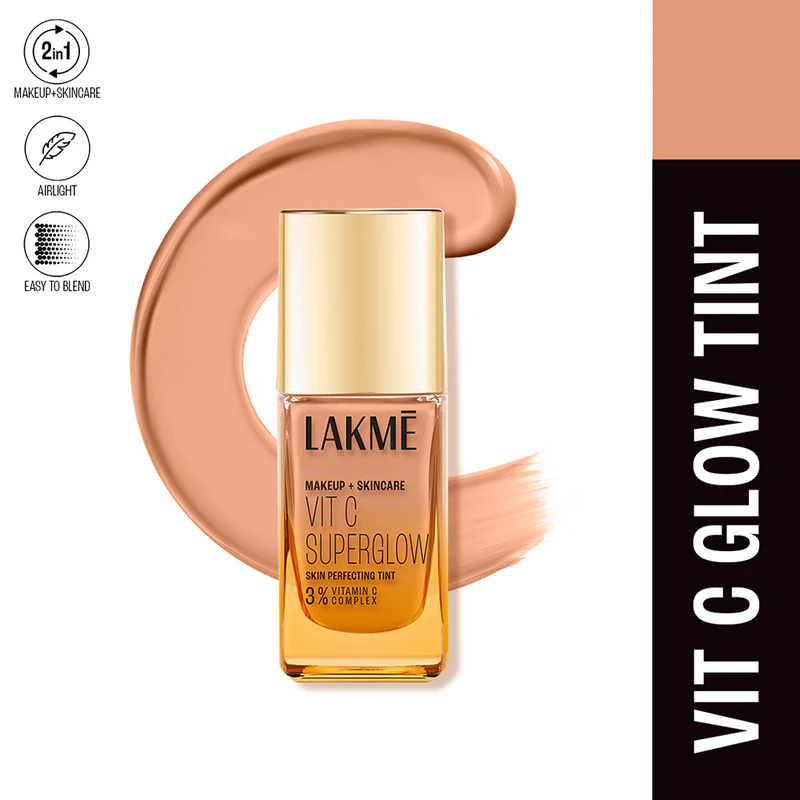 2in1
MAKEUP+SKINCARE
AIRLIGHT
EASY TO BLEND
LAKMĒ
MAKEUP + SKINCARE
VIT C
SUPERGLOW
SKIN PERFECTING TINT
3% VITAMIN C
COMPLEX
VIT C GLOW TINT